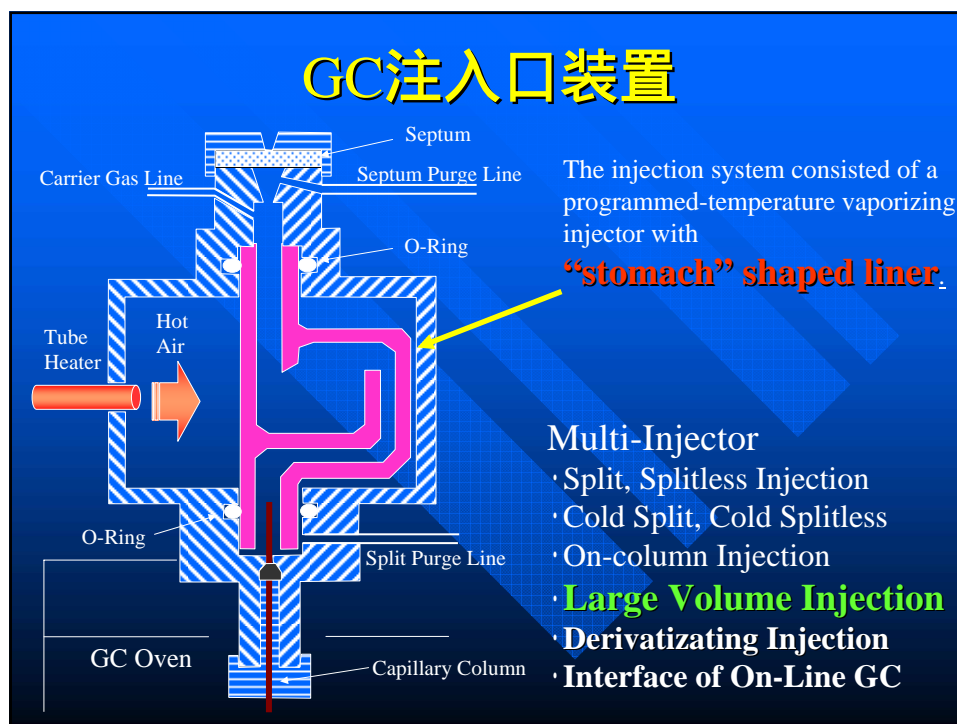 GC注入口装置
Septum
Carrier Gas Line
Septum Purge Line
O-Ring
The injection system consisted of a
programmed-temperature vaporizing
injector with
“stomach” shaped liner.
Tube
Heater
Hot
Air
O-Ring
Split Purge Line
GC Oven
Capillary Column
Multi-Injector
·Split, Splitless Injection
·Cold Split, Cold Splitless
·On-column Injection
·Large Volume Injection
·Derivatizating Injection
·Interface of On-Line GC